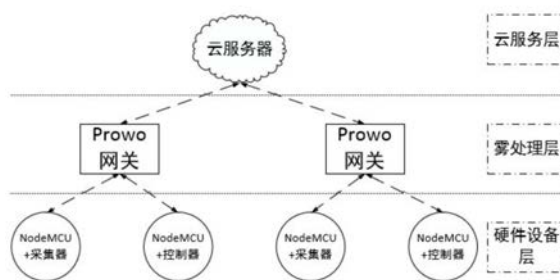 云服务器
云服务层
Prowo
网关
Prowo
网关
雾处理层
NodeMCU
+采集器
NodeMCU
+控制器
NodeMCU
+采集器
NodeMCU
+控制器
硬件设备
层